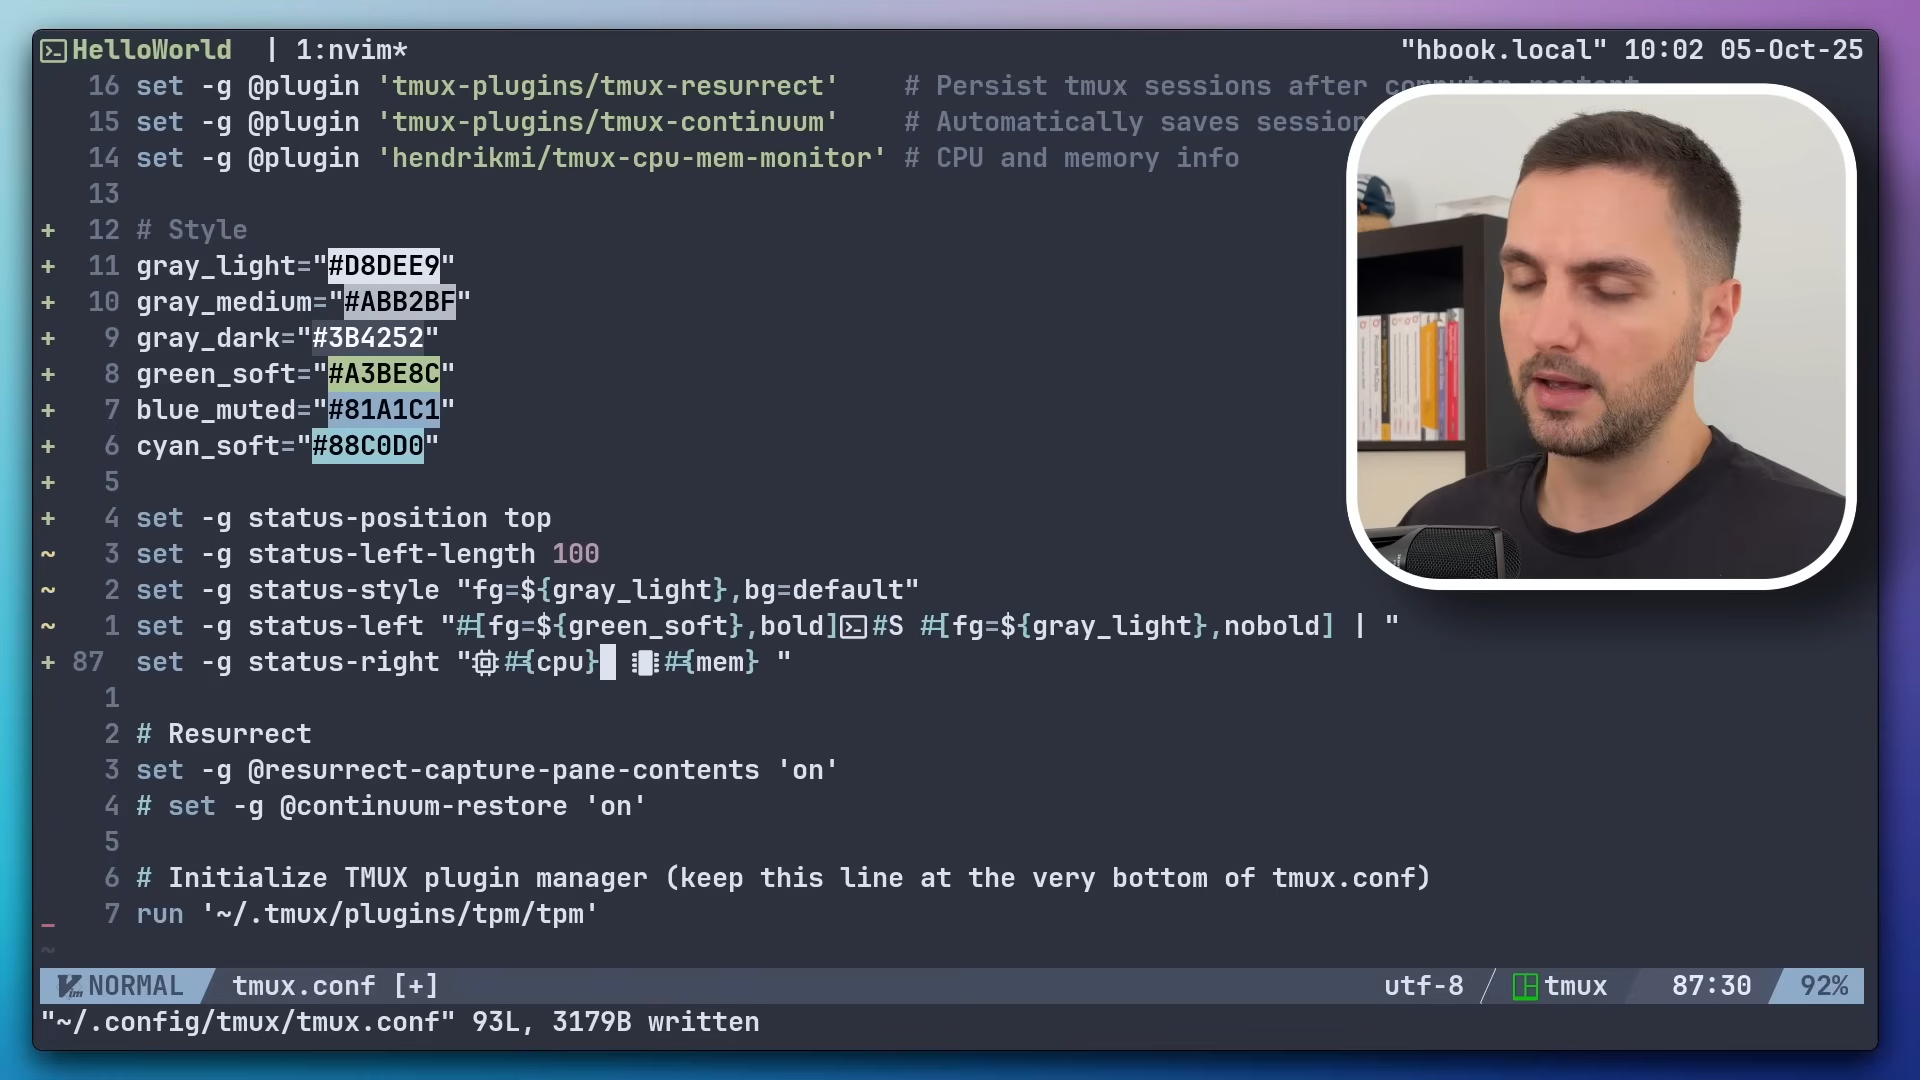 HelloWorld | 1:nvim* "hbook.local" 10:02 05-Oct-25
16 set -g @plugin 'tmux-plugins/tmux-resurrect' # Persist tmux sessions after computer restart
15 set -g @plugin 'tmux-plugins/tmux-continuum' # Automatically saves session
14 set -g @plugin 'hendrikmi/tmux-cpu-mem-monitor' # CPU and memory info
13
+ 12 # Style
+ 11 gray_light="#D8DEE9"
+ 10 gray_medium="#ABB2BF"
+ 9 gray_dark="#3B4252"
+ 8 green_soft="#A3BE8C"
+ 7 blue_muted="#81A1C1"
+ 6 cyan_soft="#88C0D0"
+ 5
+ 4 set -g status-position top
~ 3 set -g status-left-length 100
~ 2 set -g status-style "fg=${gray_light},bg=default"
~ 1 set -g status-left "#[fg=${green_soft},bold]#S #[fg=${gray_light},nobold] | "
+ 87 set -g status-right "#{cpu} #{mem} "
1
2 # Resurrect
3 set -g @resurrect-capture-pane-contents 'on'
4 # set -g @continuum-restore 'on'
5
6 # Initialize TMUX plugin manager (keep this line at the very bottom of tmux.conf)
_ 7 run '~/.tmux/plugins/tpm/tpm'
~
NORMAL tmux.conf [+] utf-8 tmux 87:30 92%
"~/.config/tmux/tmux.conf" 93L, 3179B written